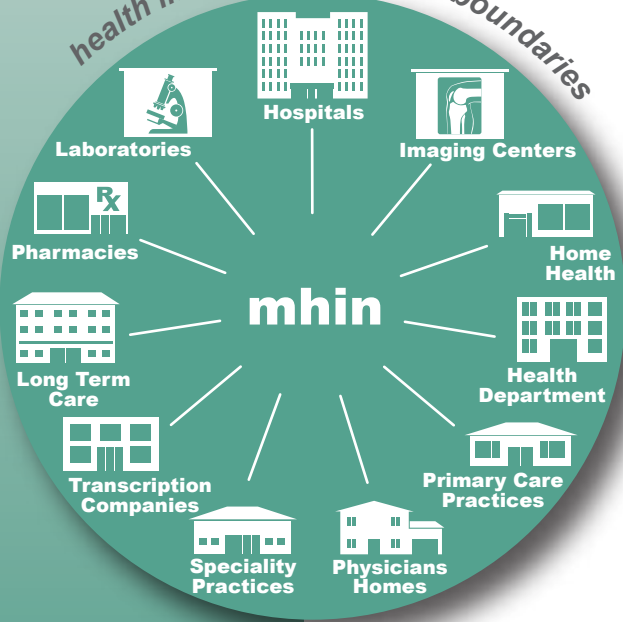 health
boundaries
Hospitals
Laboratories
Imaging Centers
Rx
Pharmacies
Home
Health
mhin
Long Term
Care
Health
Department
Transcription
Companies
Primary Care
Practices
Speciality
Practices
Physicians
Homes